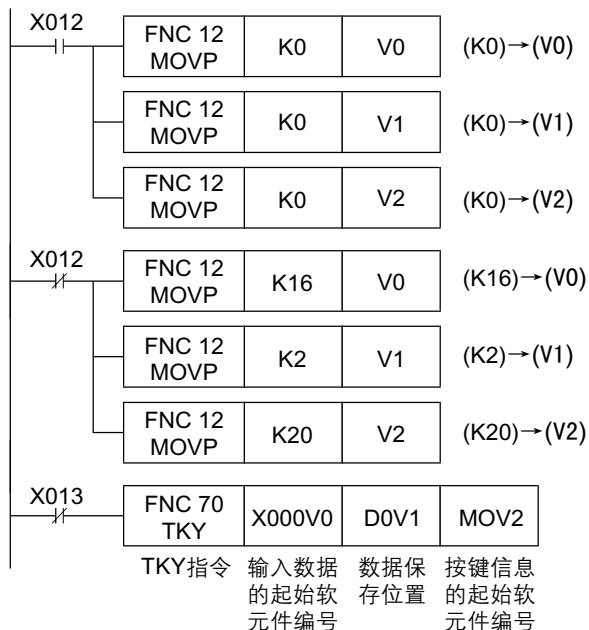 X012
FNC 12
MOVP
K0
V0
(K0)→(V0)
FNC 12
MOVP
K0
V1
(K0)→(V1)
FNC 12
MOVP
K0
V2
(K0)→(V2)
X012
FNC 12
MOVP
K16
V0
(K16)→(V0)
FNC 12
MOVP
K2
V1
(K2)→(V1)
FNC 12
MOVP
K20
V2
(K20)→(V2)
X013
FNC 70
TKY
X000V0
D0V1
MOV2
TKY指令
输入数据
的起始软
元件编号
数据保
存位置
按键信息
的起始软
元件编号